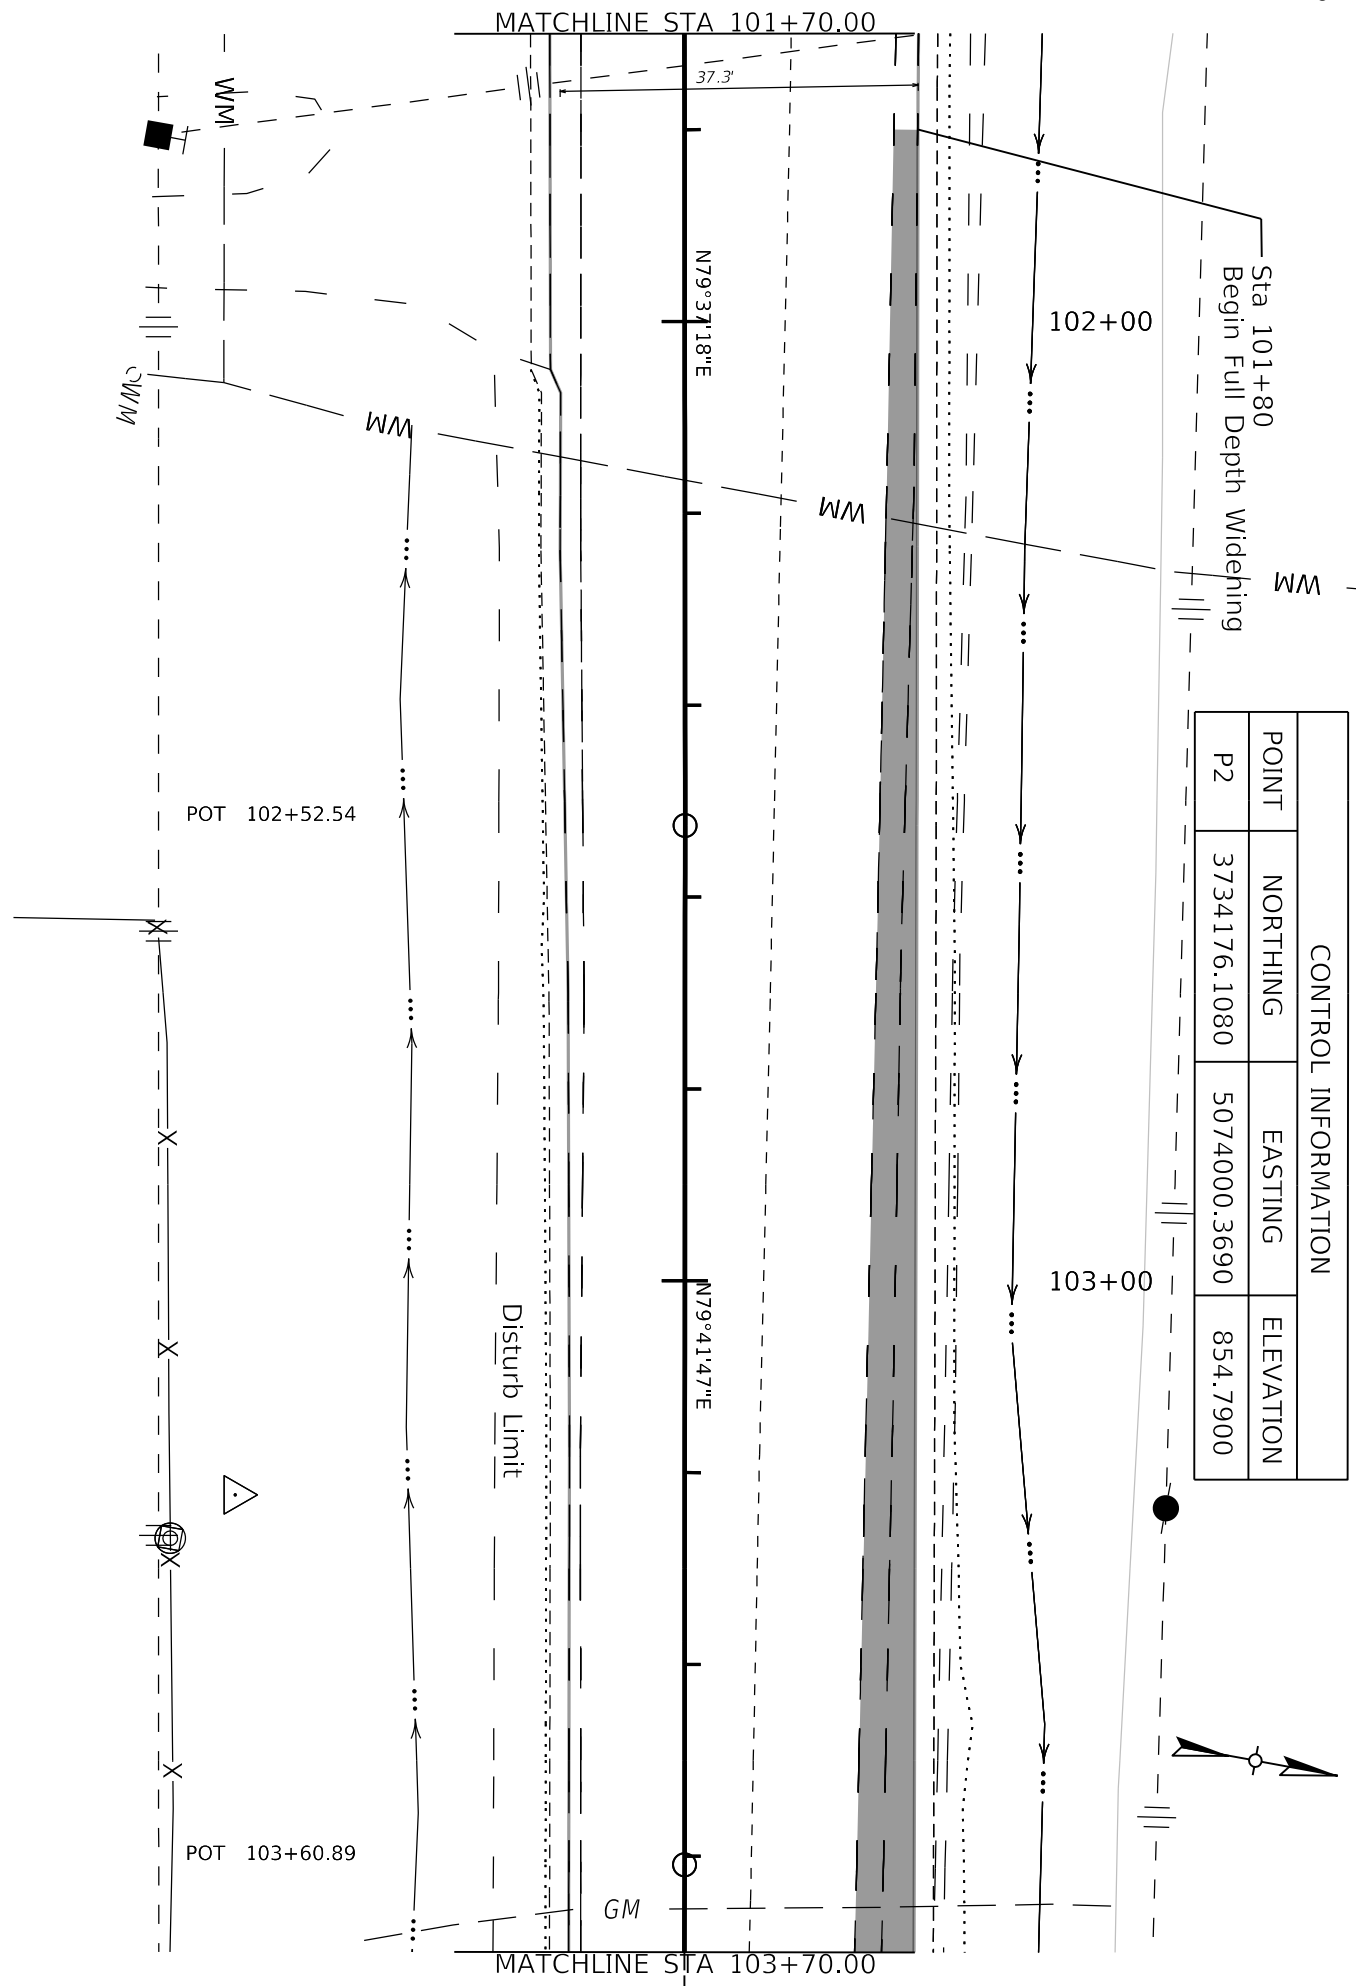 MATCHLINE STA 101+70.00
37.3'
WM
N79°37'18"E
102+00
Sta 101+80
Begin Full Depth Widening
WM
WM
WM
WM
POT 102+52.54
CONTROL INFORMATION
POINT NORTHING EASTING ELEVATION
P2 3734176.1080 5074000.3690 854.7900
103+00
N79°41'47"E
Disturb Limit
POT 103+60.89
GM
MATCHLINE STA 103+70.00